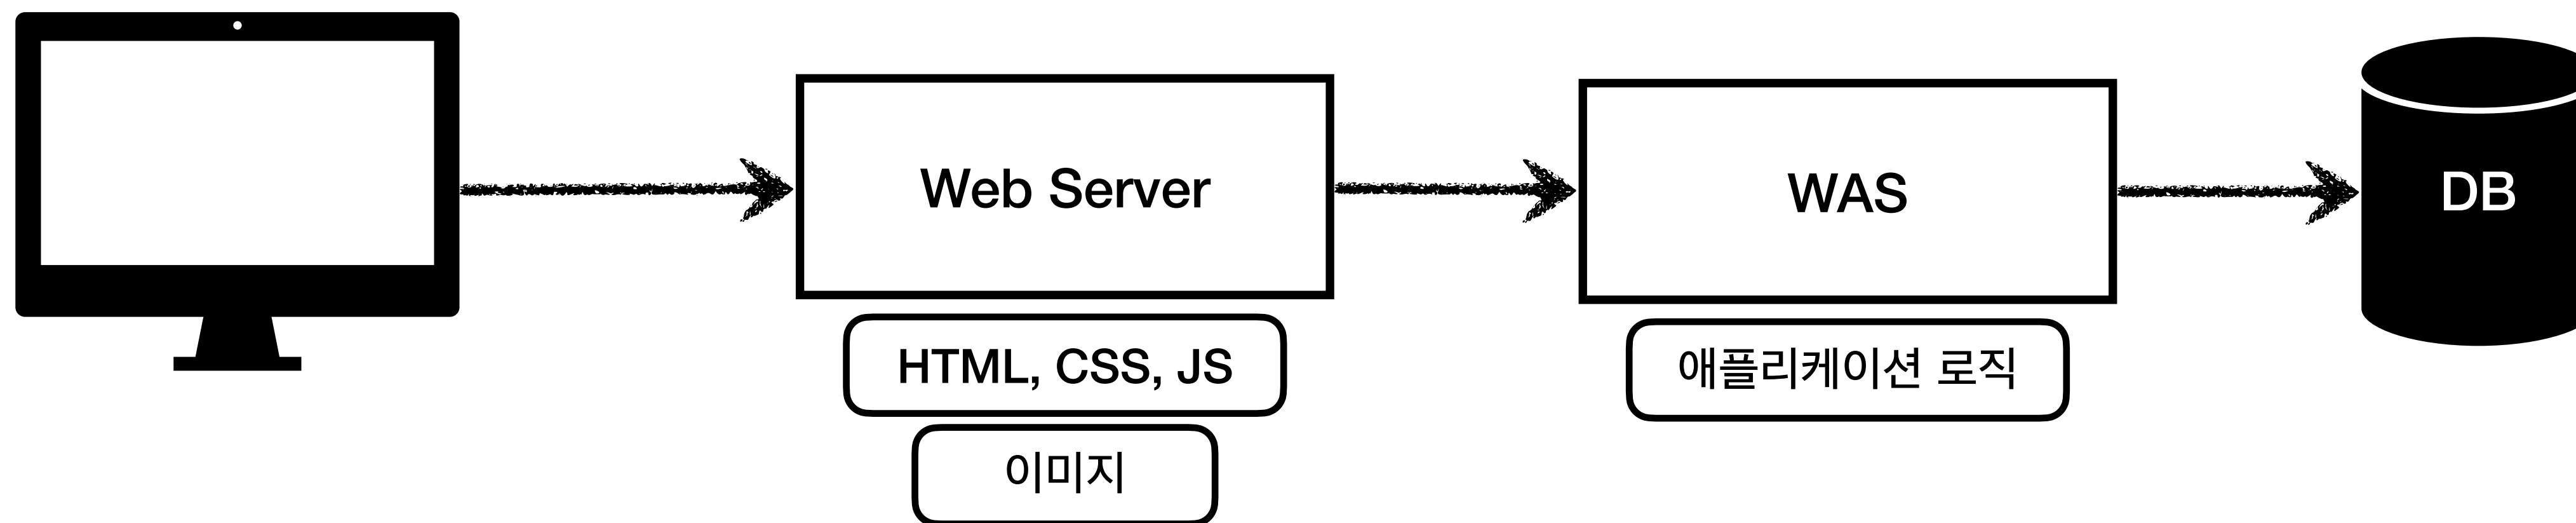 Web Server
HTML, CSS, JS
이미지
WAS
애플리케이션 로직
DB